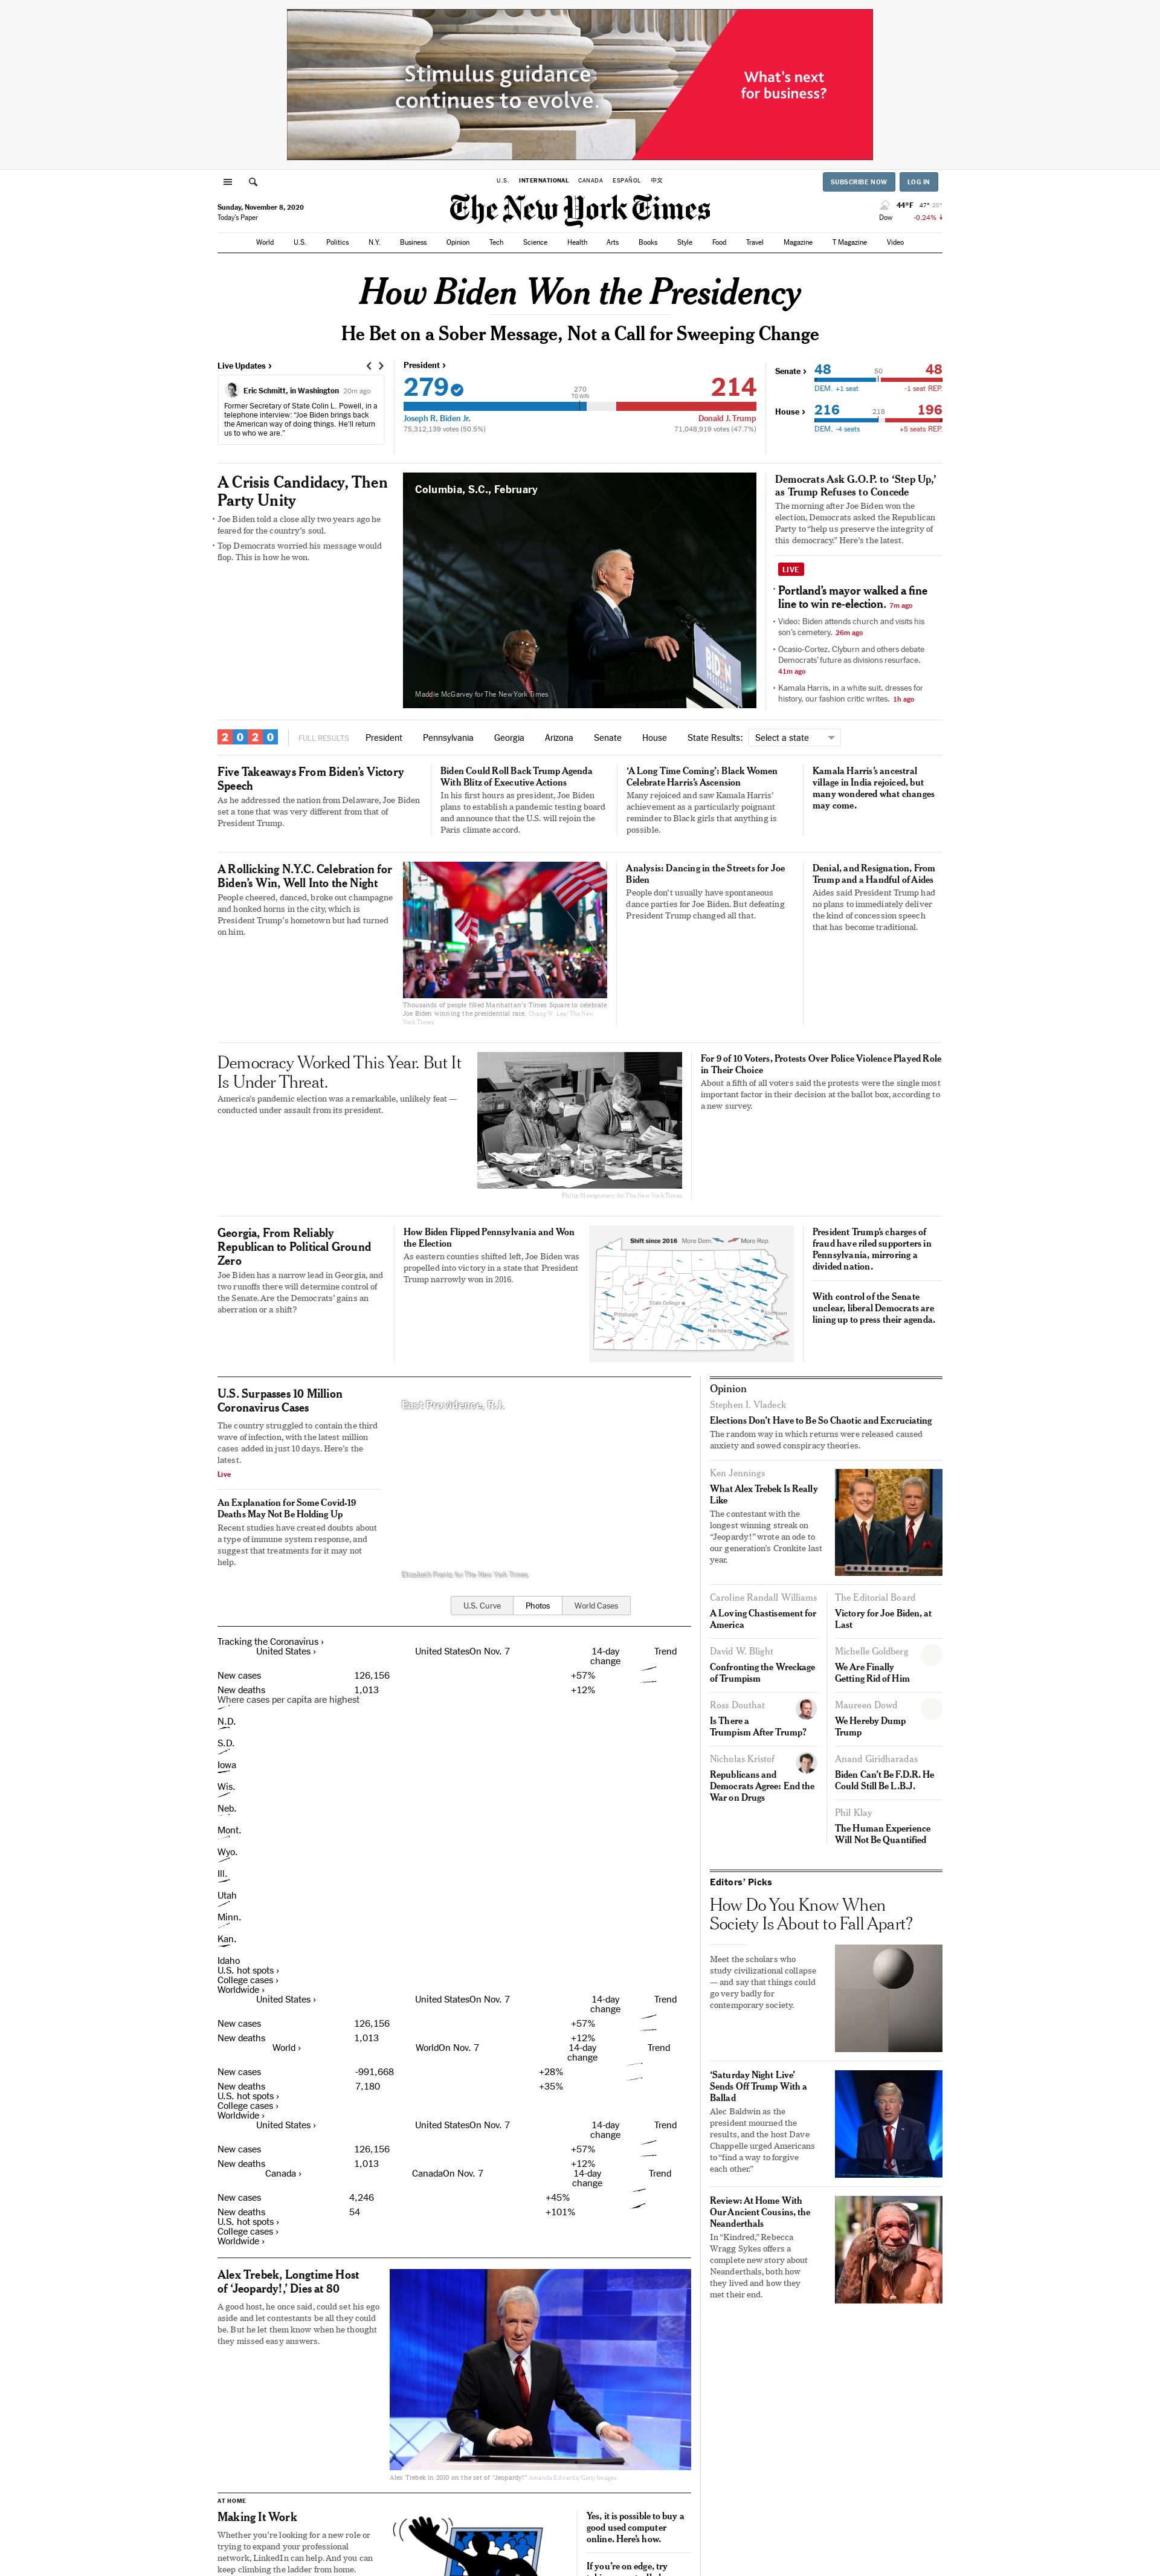 Stimulus guidance
continues to evolve.
What's next
for business?
U.S.
INTERNATIONAL
CANADA
ESPAÑOL
中文
SUBSCRIBE NOW
LOG IN
Sunday, November 8, 2020
Today's Paper
The New York Times
44°F 47° 20°
Dow -0.24%
World U.S. Politics N.Y. Business Opinion Tech Science Health Arts Books Style Food Travel Magazine T Magazine Video
How Biden Won the Presidency
He Bet on a Sober Message, Not a Call for Sweeping Change
Live Updates ›
Eric Schmitt, in Washington 20m ago
Former Secretary of State Colin L. Powell, in a
telephone interview: “Joe Biden brings back
the American way of doing things. He'll return
us to who we are.”
President ›
279
270
TO WIN
214
Joseph R. Biden Jr.
Donald J. Trump
75,312,139 votes (50.5%)
71,048,919 votes (47.7%)
Senate ›
48
50
48
DEM. +1 seat
-1 seat REP.
House ›
216
218
196
DEM. -4 seats
+5 seats REP.
A Crisis Candidacy, Then
Party Unity
Joe Biden told a close ally two years ago he
feared for the country's soul.
Top Democrats worried his message would
flop. This is how he won.
Columbia, S.C., February
BIDEN
PRESIDENT
Maddie McGarvey for The New York Times
Democrats Ask G.O.P. to ‘Step Up,’
as Trump Refuses to Concede
The morning after Joe Biden won the
election, Democrats asked the Republican
Party to “help us preserve the integrity of
this democracy.” Here's the latest.
LIVE
Portland's mayor walked a fine
line to win re-election. 7m ago
Video: Biden attends church and visits his
son's cemetery. 26m ago
Ocasio-Cortez, Clyburn and others debate
Democrats' future as divisions resurface.
41m ago
Kamala Harris, in a white suit, dresses for
history, our fashion critic writes. 1h ago
2020
FULL RESULTS President Pennsylvania Georgia Arizona Senate House State Results: Select a state
Five Takeaways From Biden's Victory
Speech
As he addressed the nation from Delaware, Joe Biden
set a tone that was very different from that of
President Trump.
Biden Could Roll Back Trump Agenda
With Blitz of Executive Actions
In his first hours as president, Joe Biden
plans to establish a pandemic testing board
and announce that the U.S. will rejoin the
Paris climate accord.
‘A Long Time Coming’: Black Women
Celebrate Harris's Ascension
Many rejoiced and saw Kamala Harris'
achievement as a particularly poignant
reminder to Black girls that anything is
possible.
Kamala Harris's ancestral
village in India rejoiced, but
many wondered what changes
may come.
A Rollicking N.Y.C. Celebration for
Biden's Win, Well Into the Night
People cheered, danced, broke out champagne
and honked horns in the city, which is
President Trump's hometown but had turned
on him.
Thousands of people filled Manhattan's Times Square to celebrate
Joe Biden winning the presidential race. Chang W. Lee/The New
York Times
Analysis: Dancing in the Streets for Joe
Biden
People don't usually have spontaneous
dance parties for Joe Biden. But defeating
President Trump changed all that.
Denial, and Resignation, From
Trump and a Handful of Aides
Aides said President Trump had
no plans to immediately deliver
the kind of concession speech
that has become traditional.
Democracy Worked This Year. But It
Is Under Threat.
America's pandemic election was a remarkable, unlikely feat —
conducted under assault from its president.
Philip Montgomery for The New York Times
For 9 of 10 Voters, Protests Over Police Violence Played Role
in Their Choice
About a fifth of all voters said the protests were the single most
important factor in their decision at the ballot box, according to
a new survey.
Georgia, From Reliably
Republican to Political Ground
Zero
Joe Biden has a narrow lead in Georgia, and
two runoffs there will determine control of
the Senate. Are the Democrats' gains an
aberration or a shift?
How Biden Flipped Pennsylvania and Won
the Election
As eastern counties shifted left, Joe Biden was
propelled into victory in a state that President
Trump narrowly won in 2016.
Shift since 2016 More Dem. More Rep.
State College
Pittsburgh
Allentown
Harrisburg
Phila.
President Trump's charges of
fraud have riled supporters in
Pennsylvania, mirroring a
divided nation.
With control of the Senate
unclear, liberal Democrats are
lining up to press their agenda.
U.S. Surpasses 10 Million
Coronavirus Cases
The country struggled to contain the third
wave of infection, with the latest million
cases added in just 10 days. Here's the
latest.
Live
An Explanation for Some Covid-19
Deaths May Not Be Holding Up
Recent studies have created doubts about
a type of immune system response, and
suggest that treatments for it may not
help.
East Providence, R.I.
Elizabeth Frantz for The New York Times
U.S. Curve Photos World Cases
Tracking the Coronavirus ›
United States › United StatesOn Nov. 7 14-day Trend
change
New cases 126,156 +57%
New deaths 1,013 +12%
Where cases per capita are highest
N.D.
S.D.
Iowa
Wis.
Neb.
Mont.
Wyo.
Ill.
Utah
Minn.
Kan.
Idaho
U.S. hot spots ›
College cases ›
Worldwide ›
United States › United StatesOn Nov. 7 14-day Trend
change
New cases 126,156 +57%
New deaths 1,013 +12%
World › WorldOn Nov. 7 14-day Trend
change
New cases -991,668 +28%
New deaths 7,180 +35%
U.S. hot spots ›
College cases ›
Worldwide ›
United States › United StatesOn Nov. 7 14-day Trend
change
New cases 126,156 +57%
New deaths 1,013 +12%
Canada › CanadaOn Nov. 7 14-day Trend
change
New cases 4,246 +45%
New deaths 54 +101%
U.S. hot spots ›
College cases ›
Worldwide ›
Alex Trebek, Longtime Host
of ‘Jeopardy!,’ Dies at 80
A good host, he once said, could set his ego
aside and let contestants be all they could
be. But he let them know when he thought
they missed easy answers.
Alex Trebek in 2010 on the set of “Jeopardy!” Amanda Edwards/Getty Images
AT HOME
Making It Work
Whether you're looking for a new role or
trying to expand your professional
network, LinkedIn can help. And you can
keep climbing the ladder from home.
Yes, it is possible to buy a
good used computer
online. Here's how.
If you're on edge, try
Opinion
Stephen I. Vladeck
Elections Don't Have to Be So Chaotic and Excruciating
The random way in which returns were released caused
anxiety and sowed conspiracy theories.
Ken Jennings
What Alex Trebek Is Really
Like
The contestant with the
longest winning streak on
“Jeopardy!” wrote an ode to
our generation's Cronkite last
year.
Caroline Randall Williams
A Loving Chastisement for
America
The Editorial Board
Victory for Joe Biden, at
Last
David W. Blight
Confronting the Wreckage
of Trumpism
Michelle Goldberg
We Are Finally
Getting Rid of Him
Ross Douthat
Is There a
Trumpism After Trump?
Maureen Dowd
We Hereby Dump
Trump
Nicholas Kristof
Republicans and
Democrats Agree: End the
War on Drugs
Anand Giridharadas
Biden Can't Be F.D.R. He
Could Still Be L.B.J.
Phil Klay
The Human Experience
Will Not Be Quantified
Editors' Picks
How Do You Know When
Society Is About to Fall Apart?
Meet the scholars who
study civilizational collapse
— and say that things could
go very badly for
contemporary society.
‘Saturday Night Live’
Sends Off Trump With a
Ballad
Alec Baldwin as the
president mourned the
results, and the host Dave
Chappelle urged Americans
to “find a way to forgive
each other.”
Review: At Home With
Our Ancient Cousins, the
Neanderthals
In “Kindred,” Rebecca
Wragg Sykes offers a
complete new story about
Neanderthals, both how
they lived and how they
met their end.